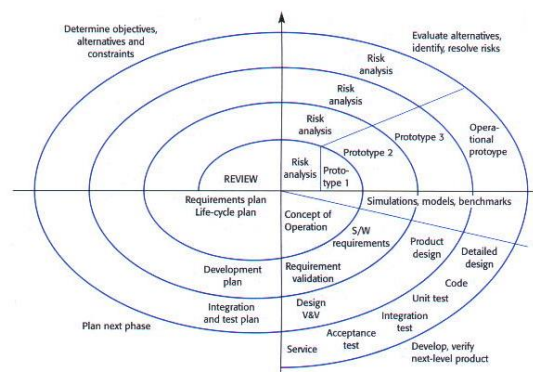 Determine objectives,
alternatives and
constraints
Evaluate alternatives,
identify, resolve risks
Risk
analysis
Risk
analysis
Risk
analysis
Risk
analysis
Proto-
type 1
Prototype 2
Prototype 3
Opera-
tional
protoype
REVIEW
Requirements plan
Life-cycle plan
Concept of
Operation
Simulations, models, benchmarks
S/W
requirements
Product
design
Detailed
design
Development
plan
Requirement
validation
Code
Unit test
Integration
and test plan
Design
V&V
Integration
test
Acceptance
test
Plan next phase
Service
Develop, verify
next-level product